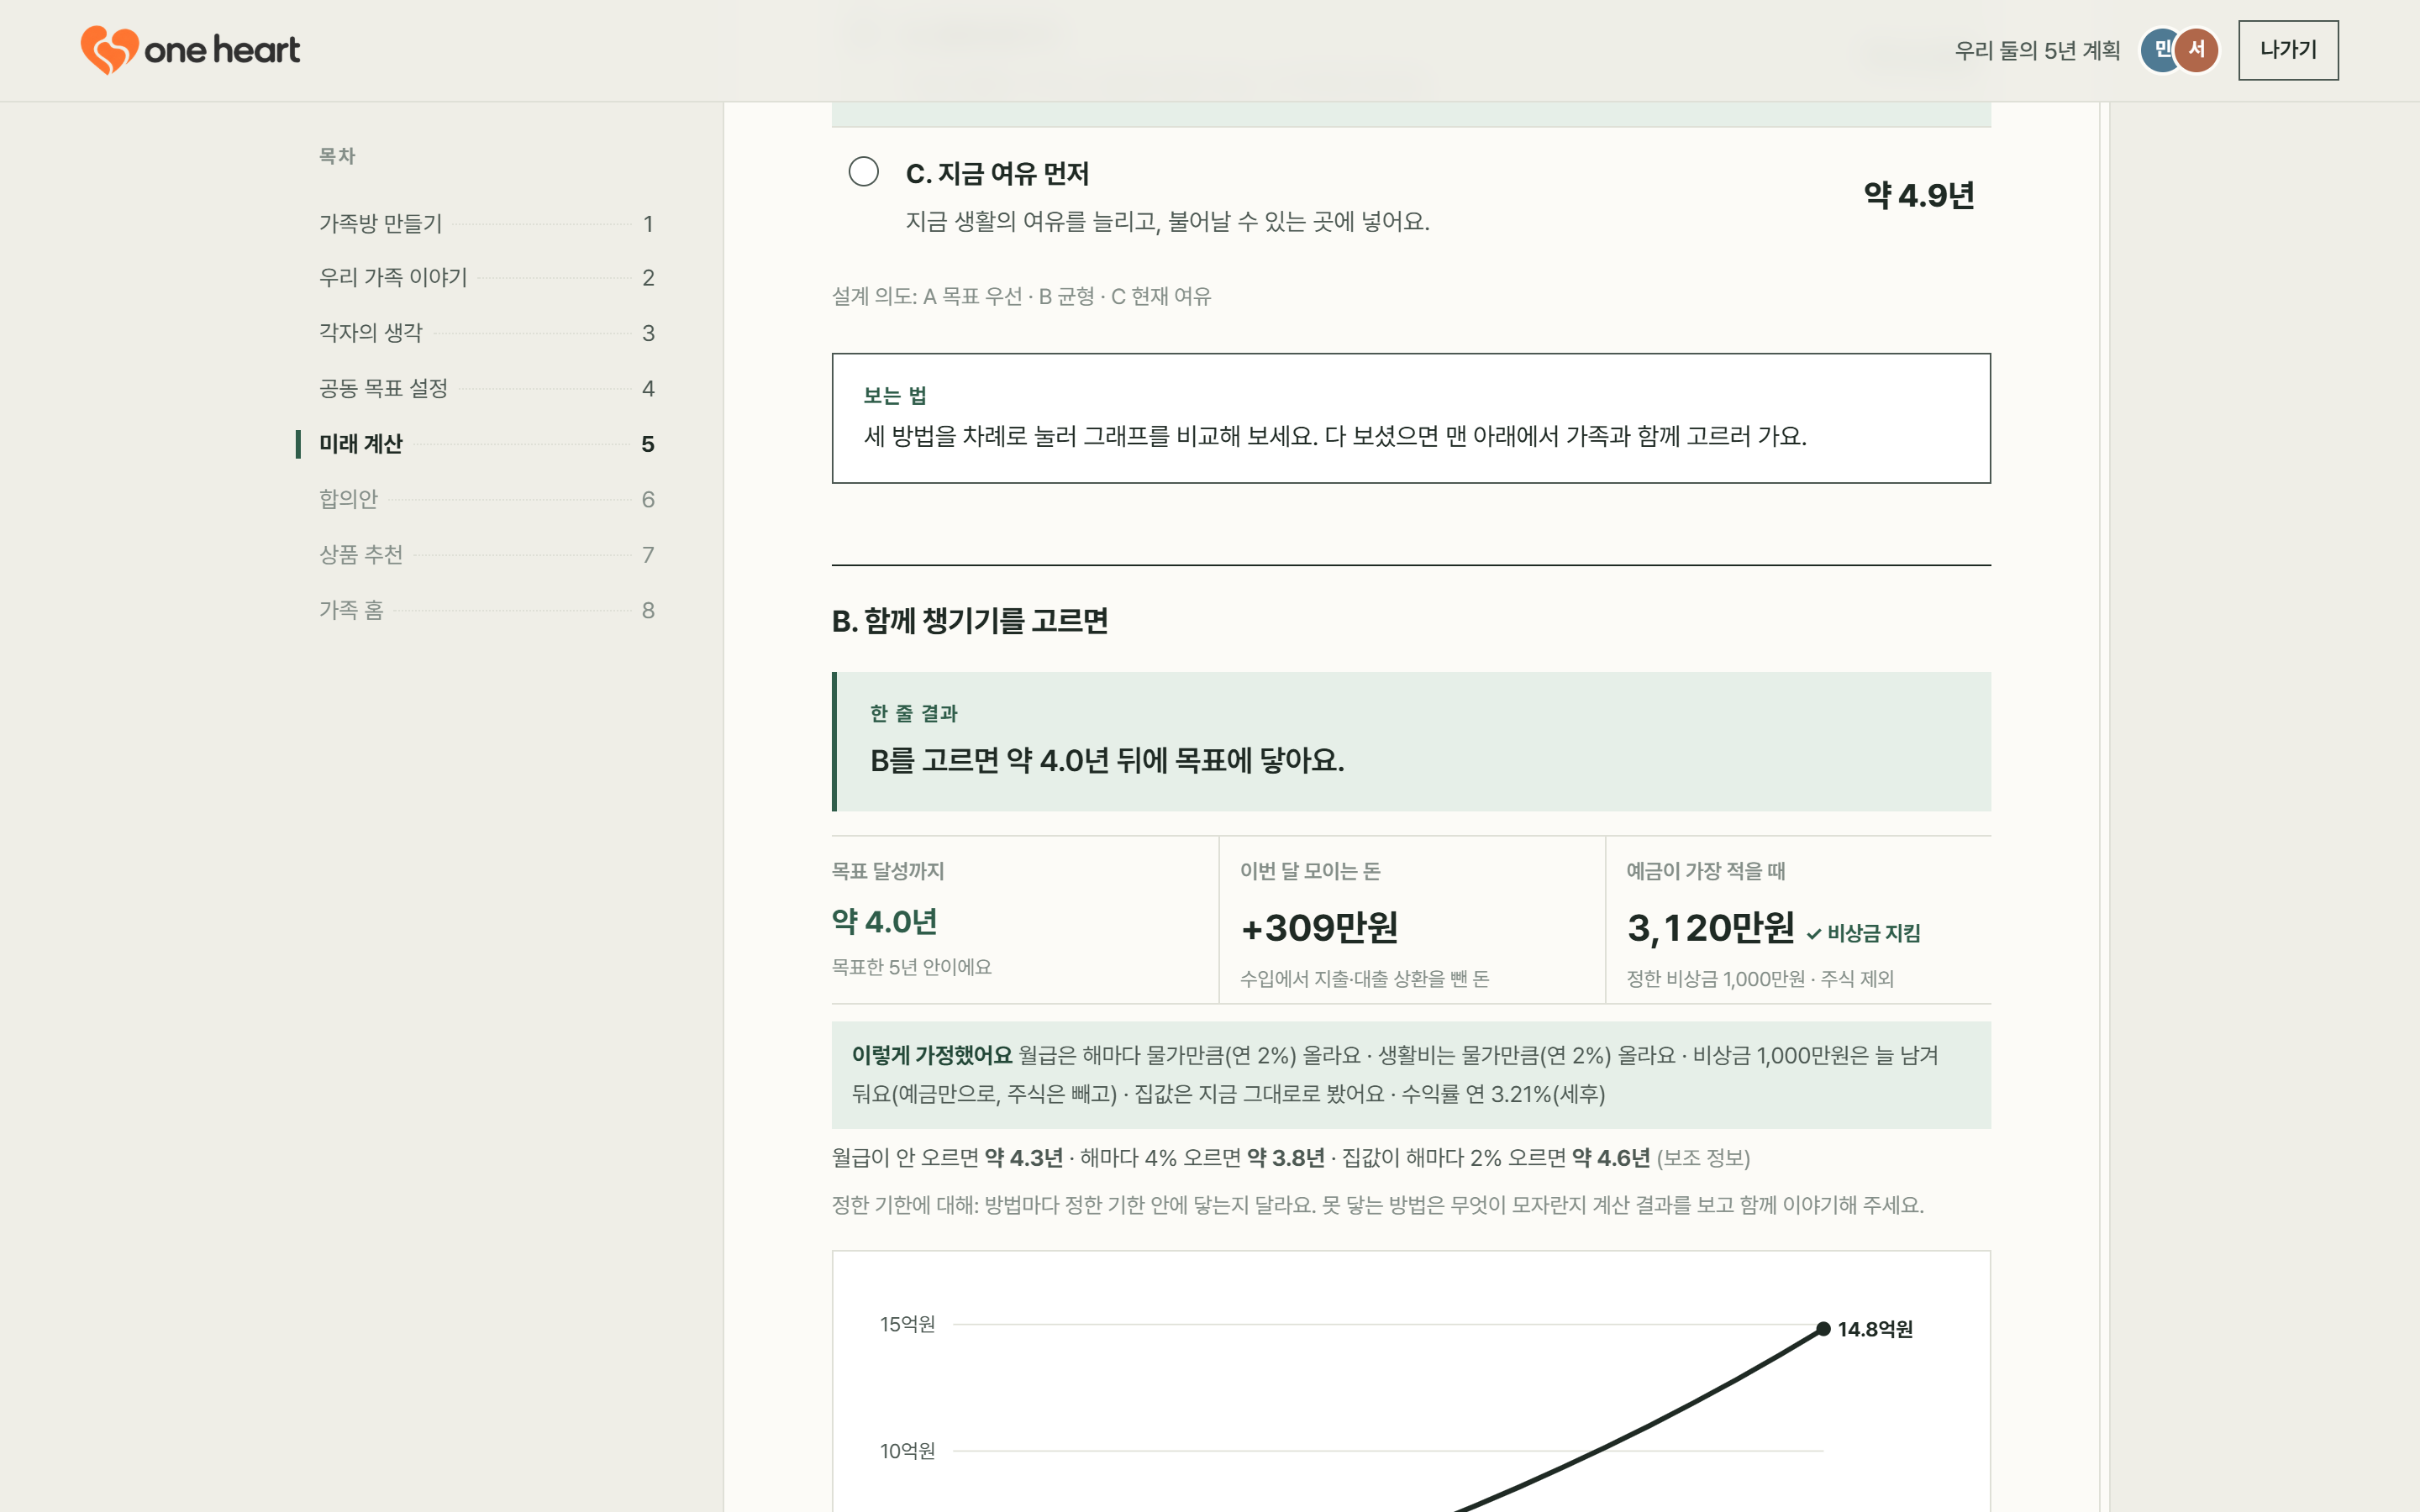 one heart
우리 둘의 5년 계획
민
서
나가기
목차
가족방 만들기 1
우리 가족 이야기 2
각자의 생각 3
공동 목표 설정 4
미래 계산 5
합의안 6
상품 추천 7
가족 홈 8
C. 지금 여유 먼저
약 4.9년
지금 생활의 여유를 늘리고, 불어날 수 있는 곳에 넣어요.
설계 의도: A 목표 우선 · B 균형 · C 현재 여유
보는 법
세 방법을 차례로 눌러 그래프를 비교해 보세요. 다 보셨으면 맨 아래에서 가족과 함께 고르러 가요.
B. 함께 챙기기를 고르면
한 줄 결과
B를 고르면 약 4.0년 뒤에 목표에 닿아요.
목표 달성까지
약 4.0년
목표한 5년 안이에요
이번 달 모이는 돈
+309만원
수입에서 지출·대출 상환을 뺀 돈
예금이 가장 적을 때
3,120만원 ✓ 비상금 지킴
정한 비상금 1,000만원 · 주식 제외
이렇게 가정했어요 월급은 해마다 물가만큼(연 2%) 올라요 · 생활비는 물가만큼(연 2%) 올라요 · 비상금 1,000만원은 늘 남겨
둬요(예금만으로, 주식은 빼고) · 집값은 지금 그대로로 봤어요 · 수익률 연 3.21%(세후)
월급이 안 오르면 약 4.3년 · 해마다 4% 오르면 약 3.8년 · 집값이 해마다 2% 오르면 약 4.6년 (보조 정보)
정한 기한에 대해: 방법마다 정한 기한 안에 닿는지 달라요. 못 닿는 방법은 무엇이 모자란지 계산 결과를 보고 함께 이야기해 주세요.
15억원
14.8억원
10억원